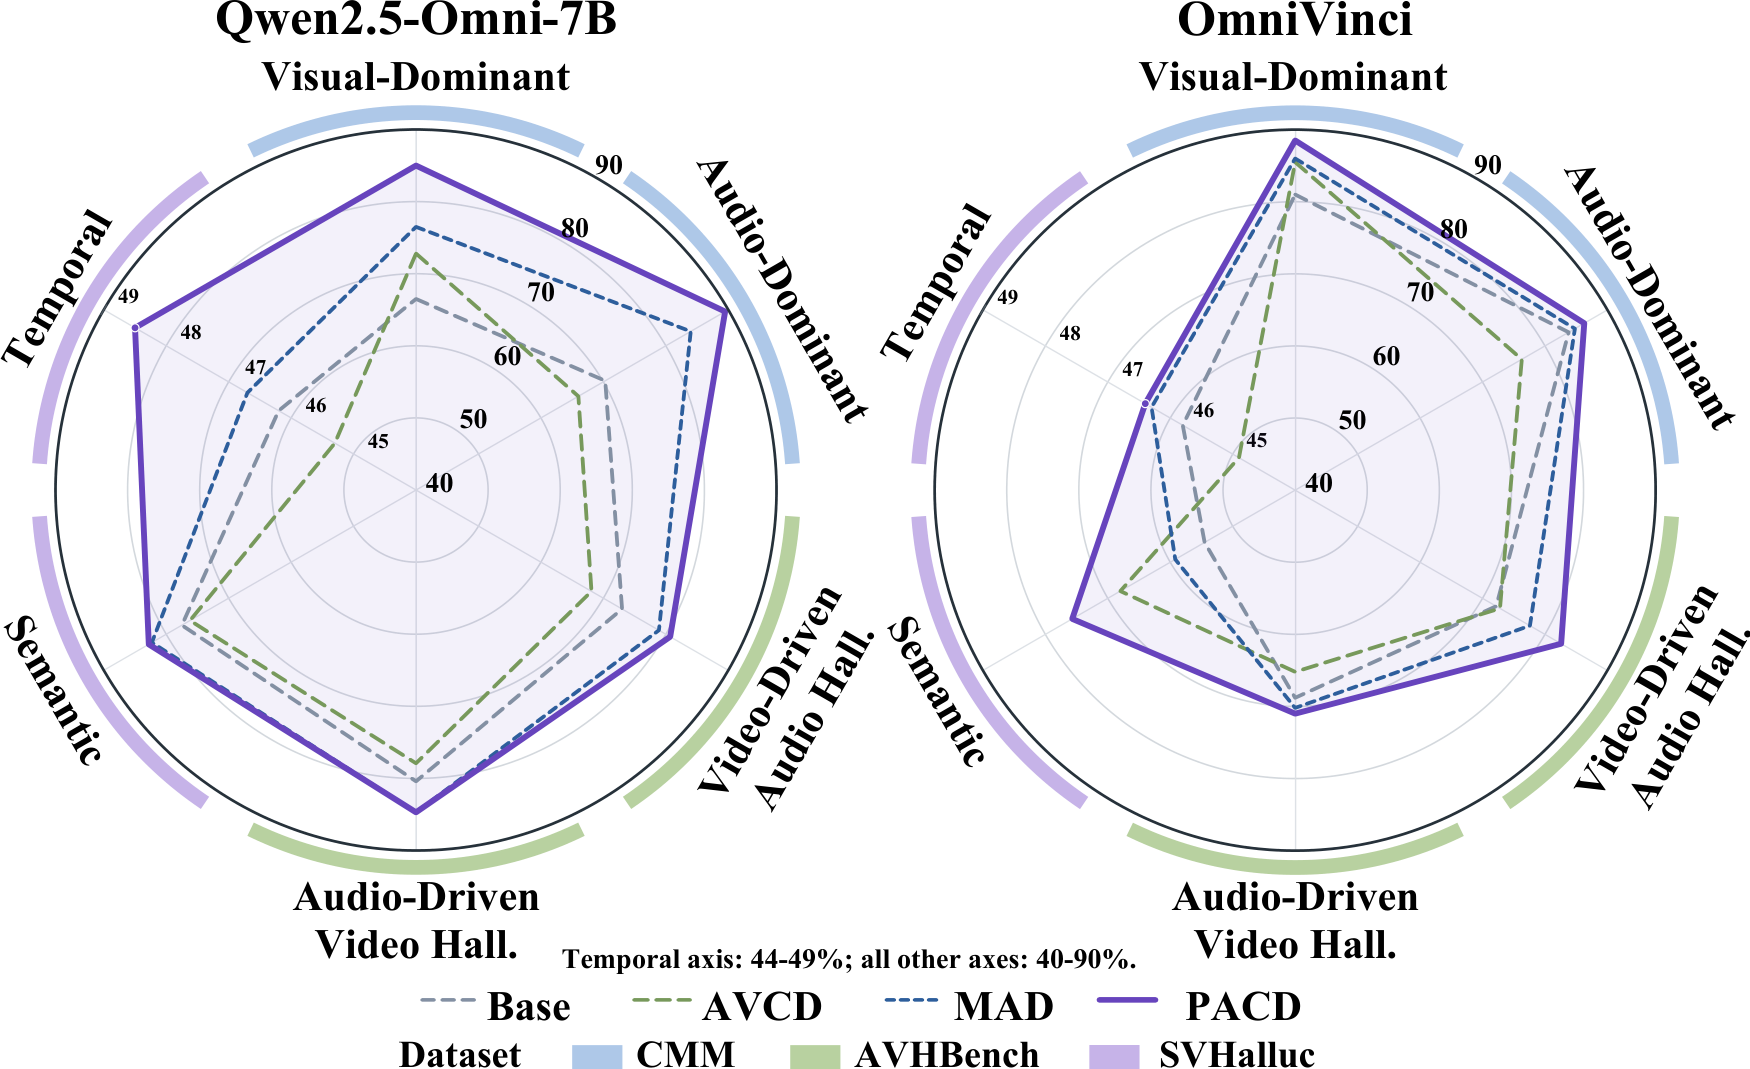 Qwen2.5-Omni-7B
Visual-Dominant
90
80
70
60
50
40
Audio-Dominant
Video-Driven
Audio Hall.
Audio-Driven
Video Hall.
Semantic
Temporal
49
48
47
46
45
OmniVinci
Visual-Dominant
90
80
70
60
50
40
Audio-Dominant
Video-Driven
Audio Hall.
Audio-Driven
Video Hall.
Semantic
Temporal
49
48
47
46
45
Temporal axis: 44-49%; all other axes: 40-90%.
Base AVCD MAD PACD
Dataset CMM AVHBench SVHalluc